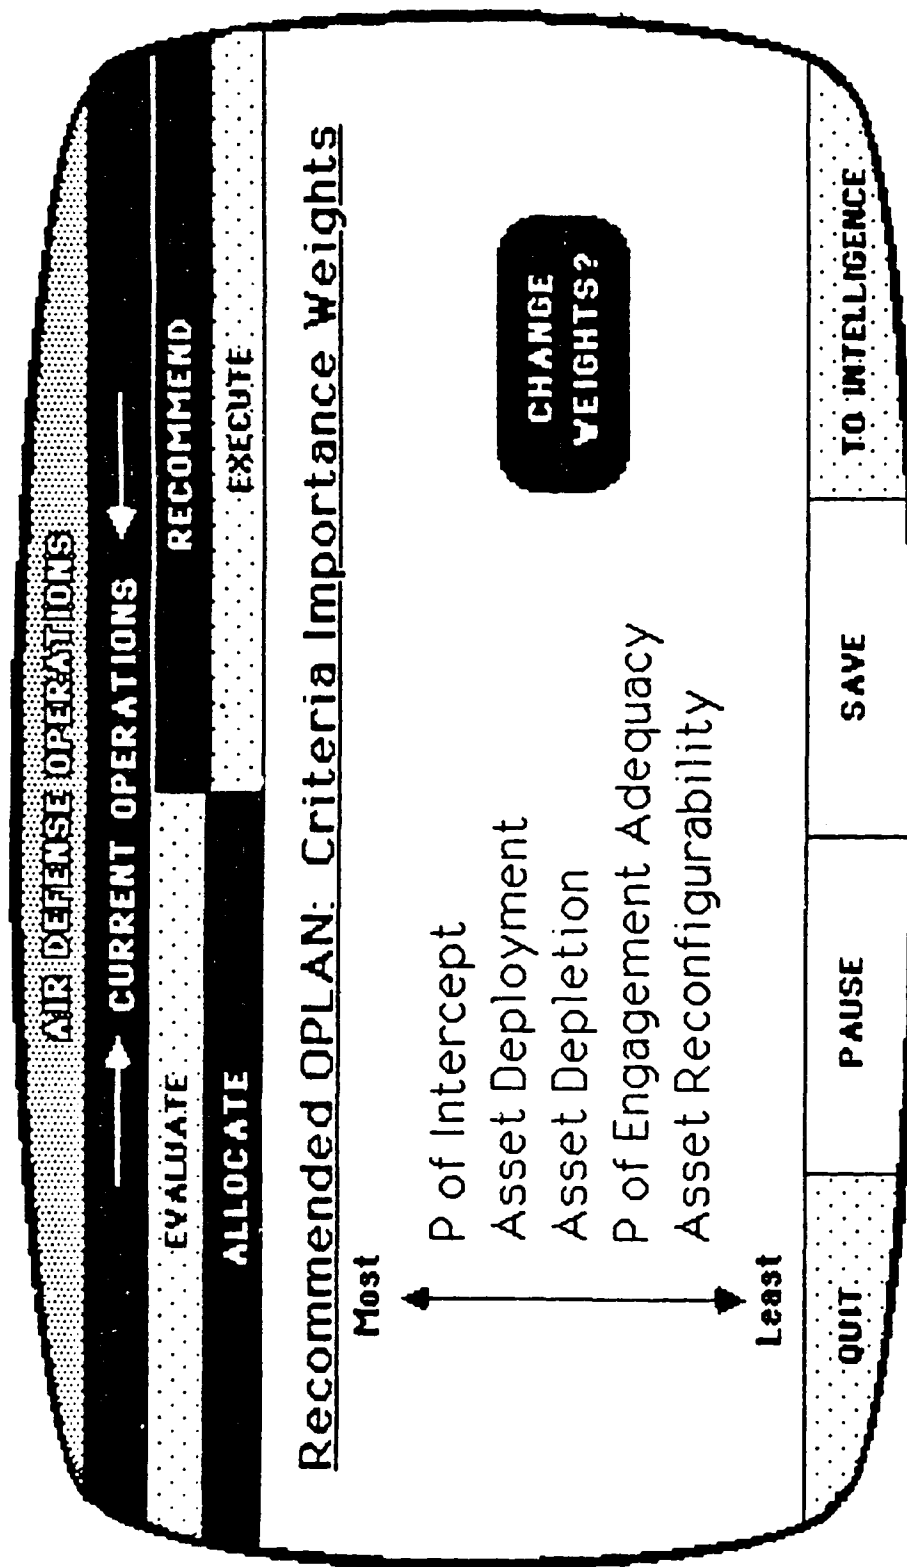 AIR DEFENSE OPERATIONS
CURRENT OPERATIONS
EVALUATE
RECOMMEND
ALLOCATE
EXECUTE
Recommended OPLAN: Criteria Importance Weights
Most
P of Intercept
Asset Deployment
Asset Depletion
P of Engagement Adequacy
Asset Reconfigurability
Least
CHANGE
WEIGHTS?
QUIT
PAUSE
SAVE
TO INTELLIGENCE